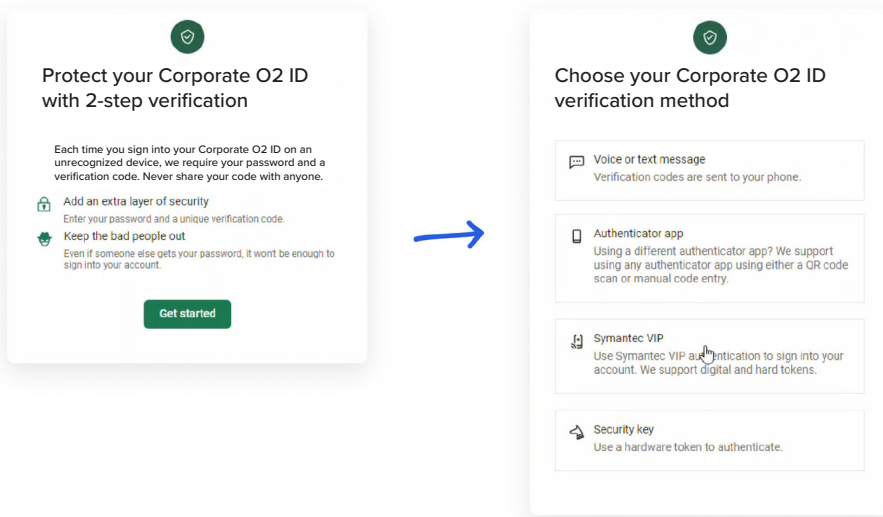 Protect your Corporate O2 ID
with 2-step verification
Each time you sign into your Corporate O2 ID on an
unrecognized device, we require your password and a
verification code. Never share your code with anyone.
Add an extra layer of security
Enter your password and a unique verification code.
Keep the bad people out
Even if someone else gets your password, it won't be enough to
sign into your account.
Get started
Choose your Corporate O2 ID
verification method
Voice or text message
Verification codes are sent to your phone.
Authenticator app
Using a different authenticator app? We support
using any authenticator app using either a QR code
scan or manual code entry.
Symantec VIP
Use Symantec VIP authentication to sign into your
account. We support digital and hard tokens.
Security key
Use a hardware token to authenticate.